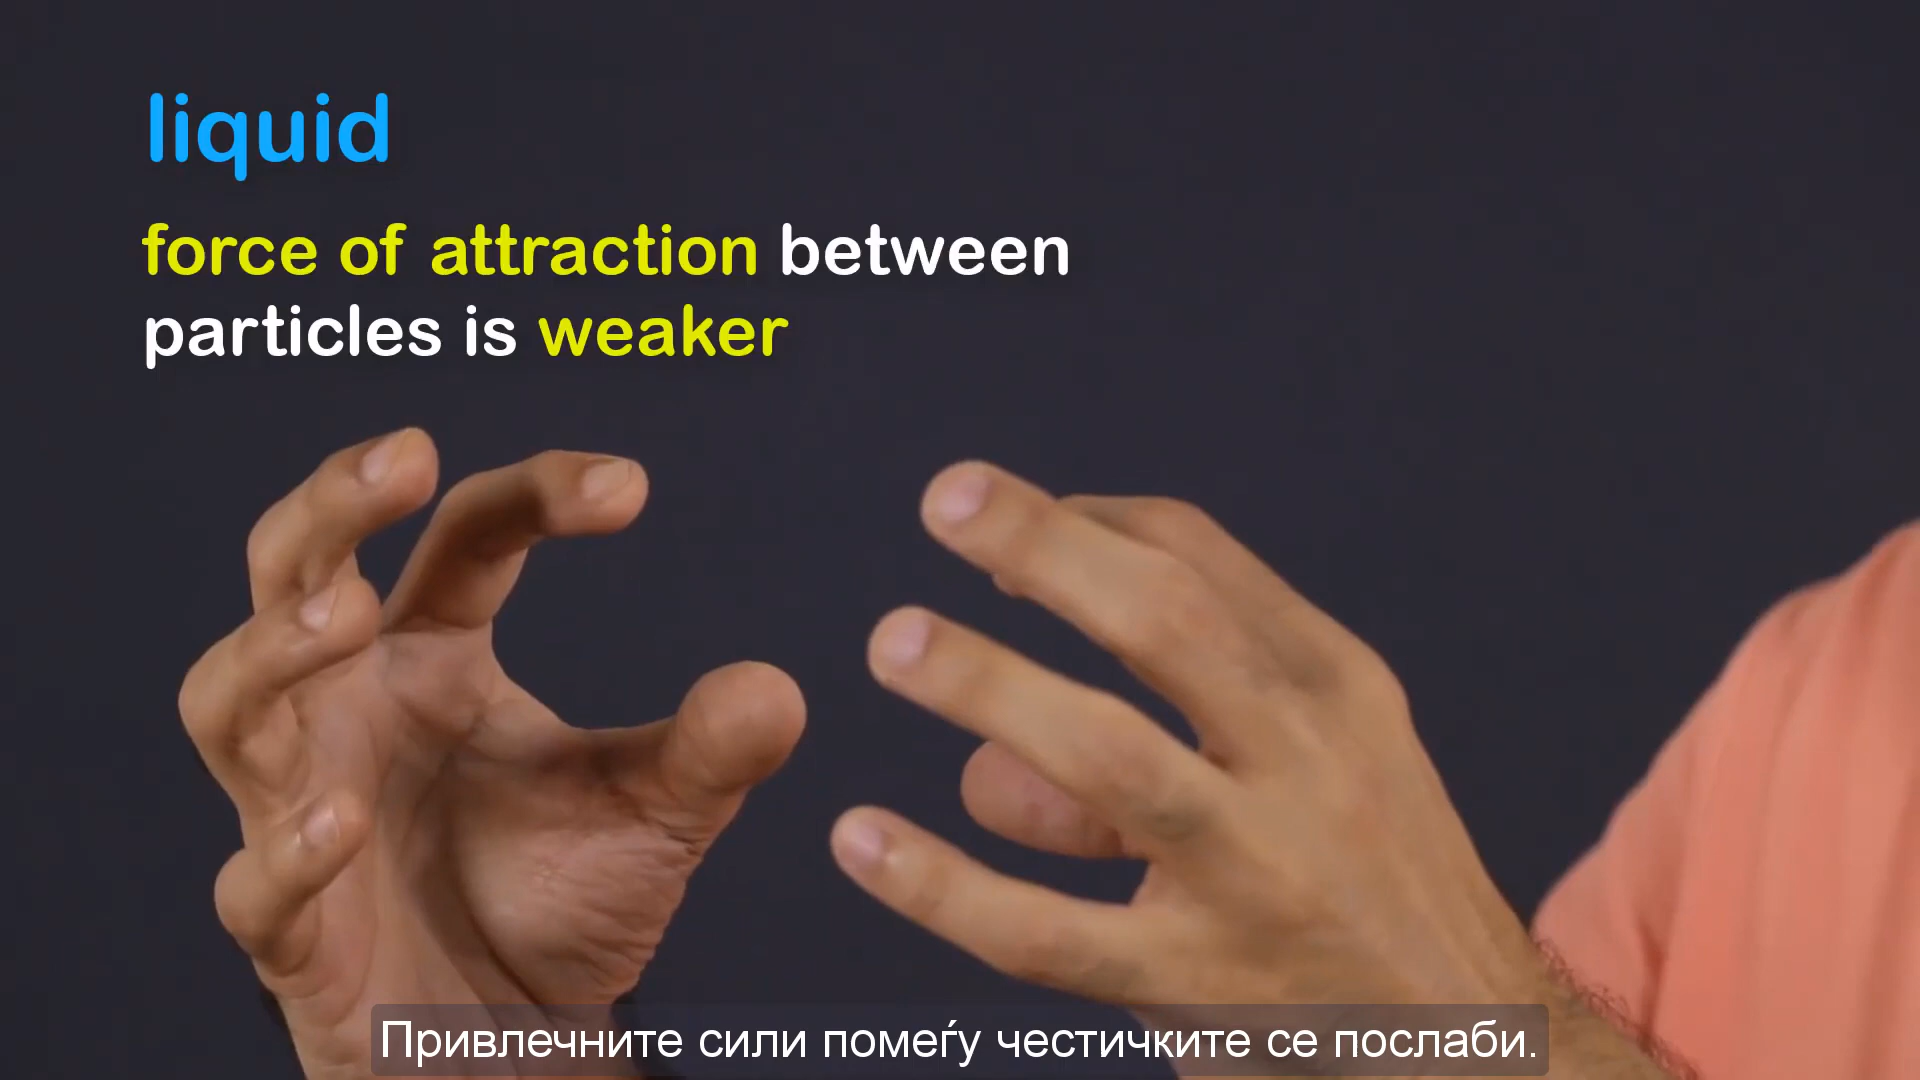 liquid
force of attraction between
particles is weaker
Привлечните сили помеѓу честичките се послаби.